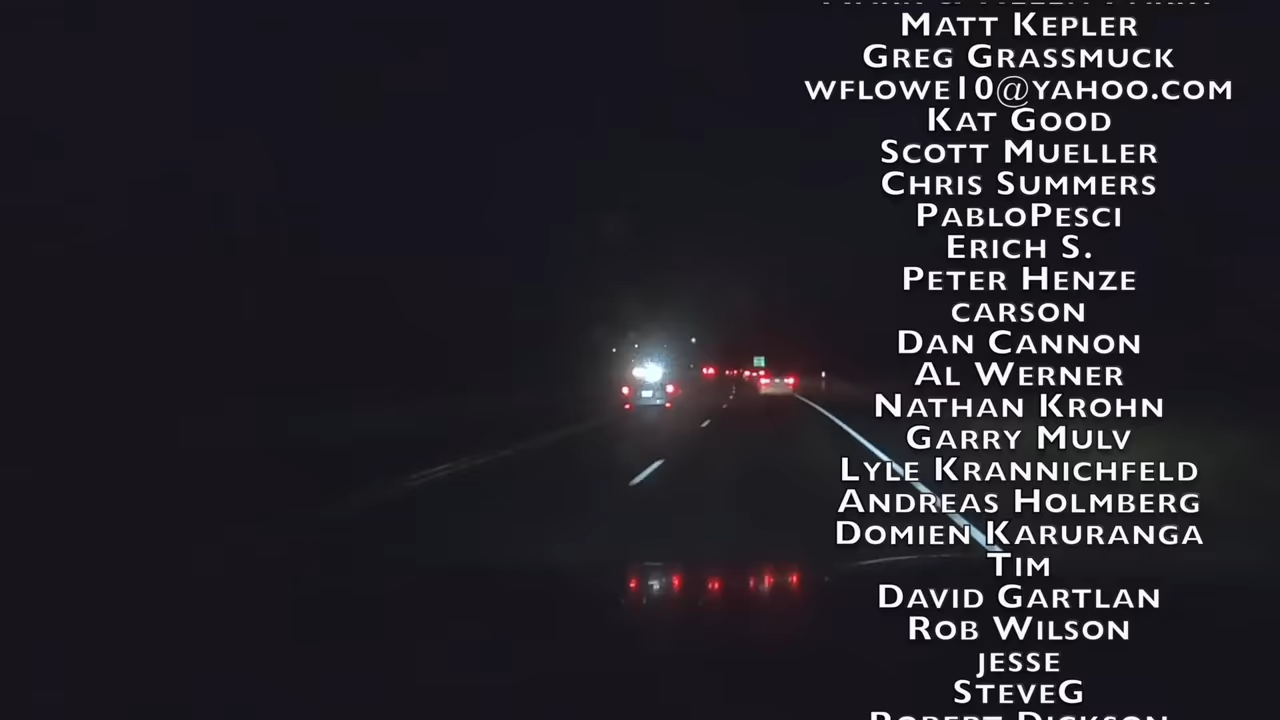 Matt Kepler
Greg Grassmuck
wflowe10@yahoo.com
Kat Good
Scott Mueller
Chris Summers
PabloPesci
Erich S.
Peter Henze
carson
Dan Cannon
Al Werner
Nathan Krohn
Garry Mulv
Lyle Krannichfeld
Andreas Holmberg
Domien Karuranga
Tim
David Gartlan
Rob Wilson
jesse
SteveG
Robert Dickson